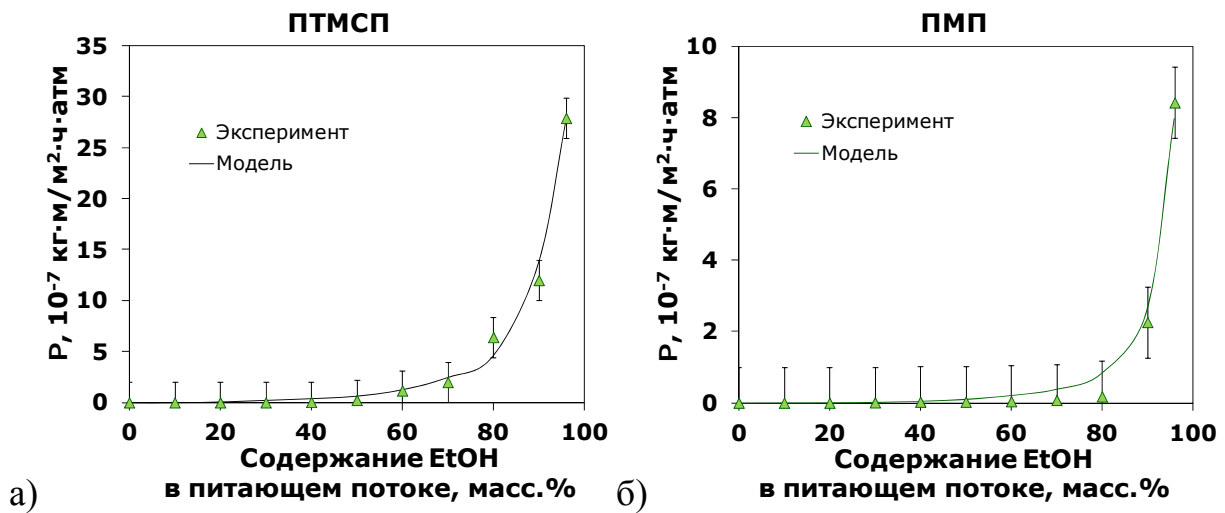 ПТМСП
P, 10⁻⁷ кг·м/м²·ч·атм
35
30
25
20
15
10
5
0
Эксперимент
Модель
0 20 40 60 80 100
Содержание EtOH
в питающем потоке, масс.%
а)
ПМП
P, 10⁻⁷ кг·м/м²·ч·атм
10
8
6
4
2
0
Эксперимент
Модель
0 20 40 60 80 100
Содержание EtOH
в питающем потоке, масс.%
б)